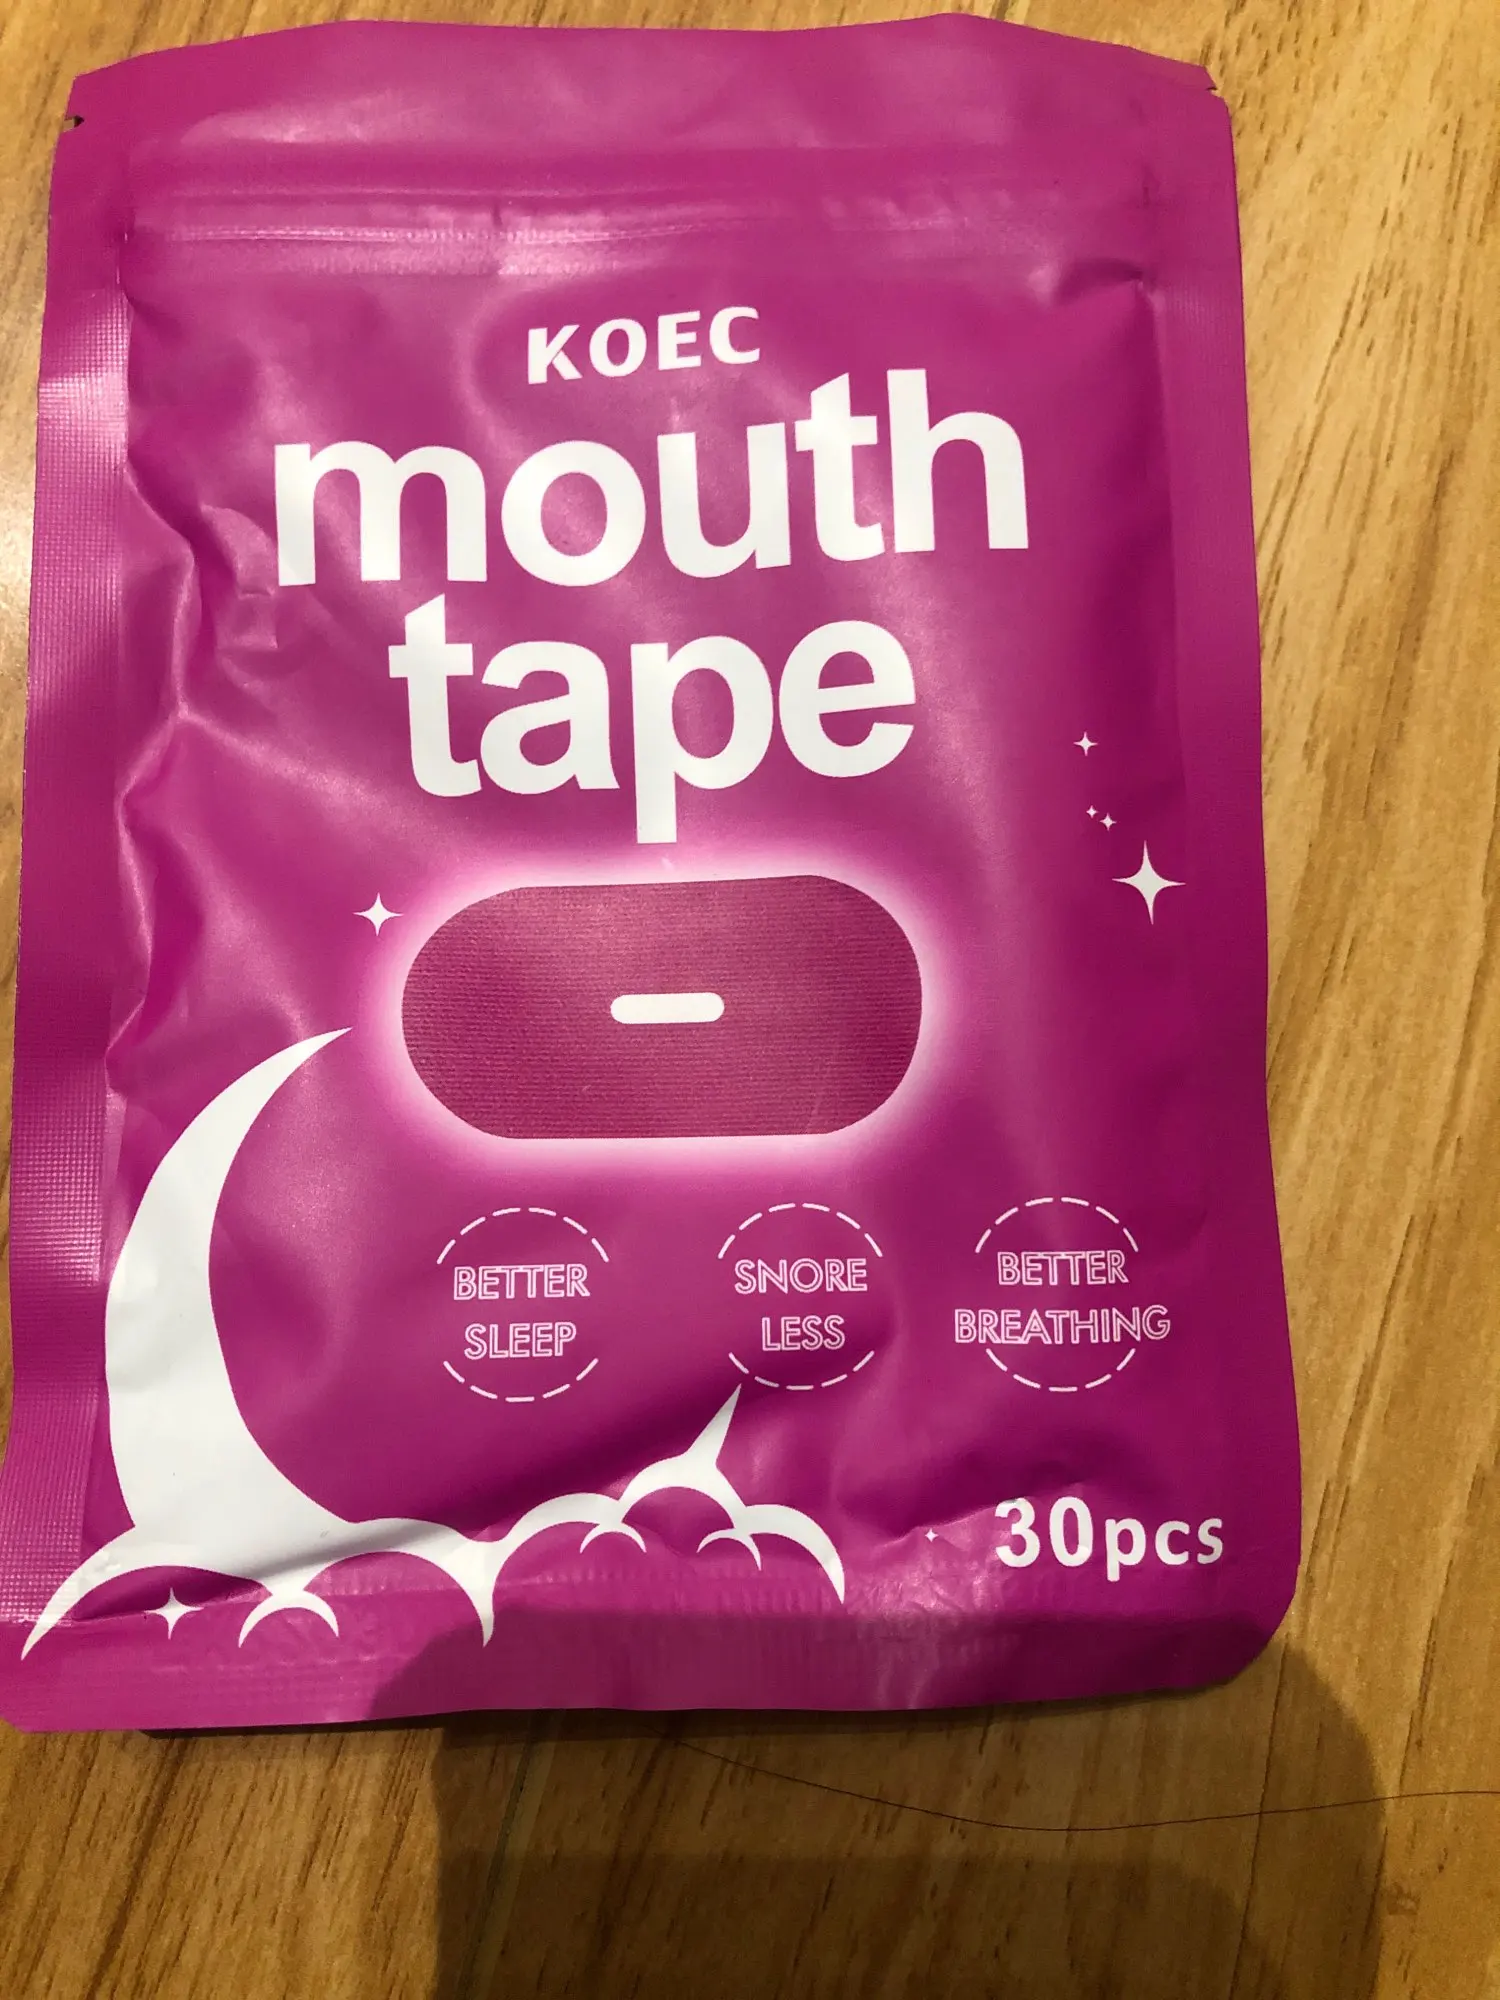 KOEC
mouth
tape
BETTER
SLEEP
SNORE
LESS
BETTER
BREATHING
30pcs